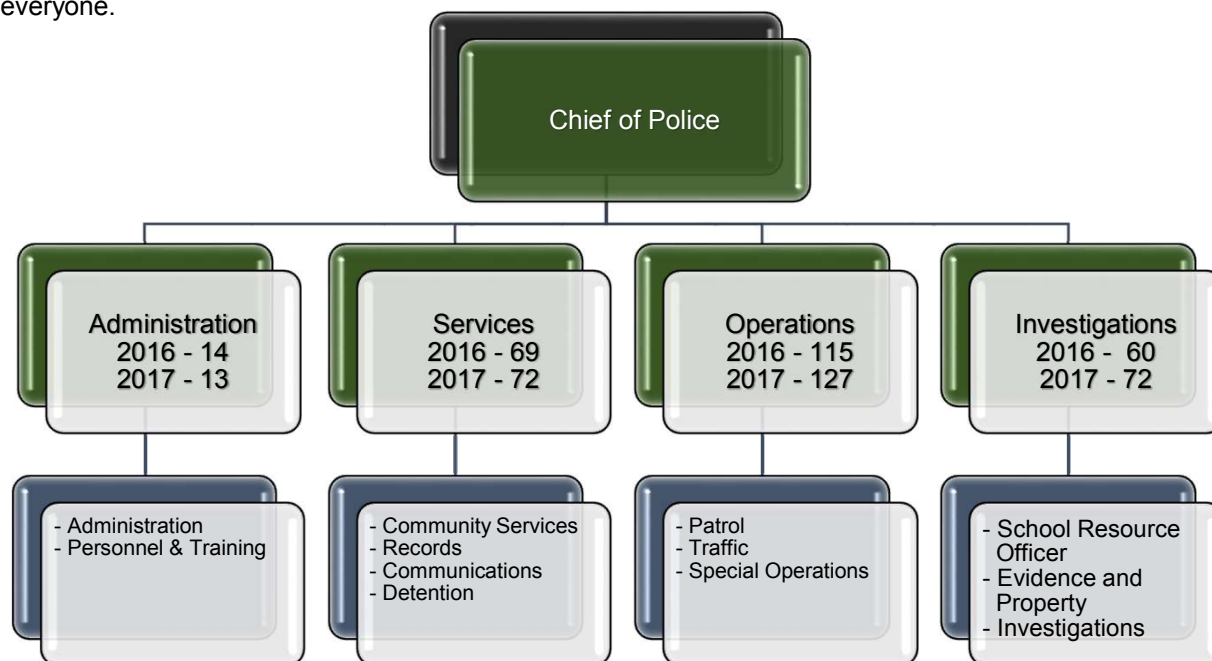 everyone.
Chief of Police
Administration
2016 - 14
2017 - 13
Services
2016 - 69
2017 - 72
Operations
2016 - 115
2017 - 127
Investigations
2016 -  60
2017 - 72
- Administration
- Personnel & Training
- Community Services
- Records
- Communications
- Detention
- Patrol
- Traffic
- Special Operations
- School Resource
Officer
- Evidence and
Property
- Investigations